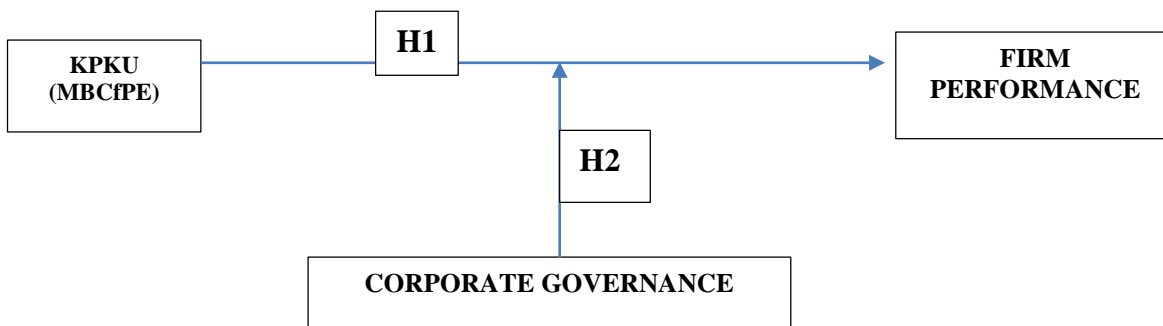 H1
KPKU
(MBCfPE)
FIRM
PERFORMANCE
H2
CORPORATE GOVERNANCE